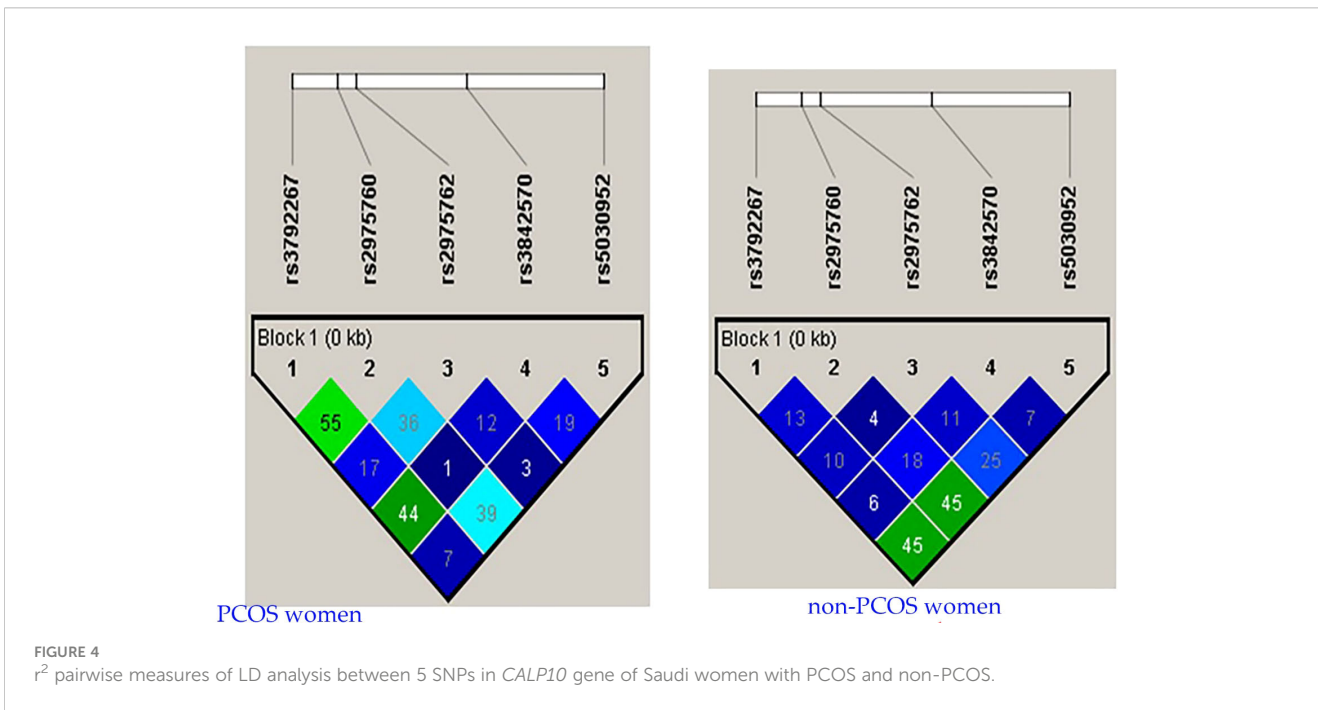 rs3792267
rs2975760
rs2975762
rs3842570
rs5030952
Block 1 (0 kb)
1 2 3 4 5
55 36 12 19
17 1 3
44 39
7
PCOS women
rs3792267
rs2975760
rs2975762
rs3842570
rs5030952
Block 1 (0 kb)
1 2 3 4 5
13 4 11 7
10 18 25
6 45
45
non-PCOS women
FIGURE 4
r² pairwise measures of LD analysis between 5 SNPs in CALP10 gene of Saudi women with PCOS and non-PCOS.